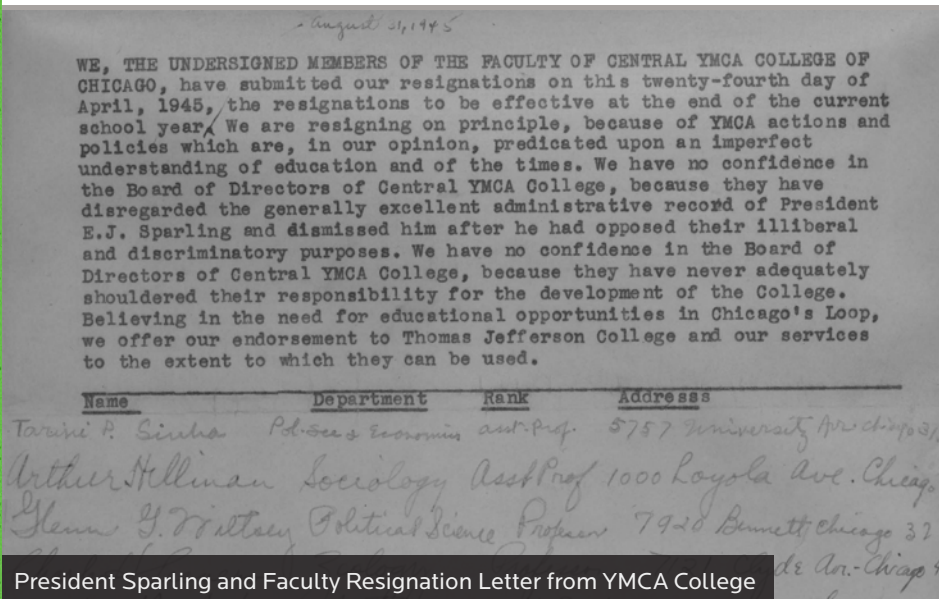 August 31, 1945
WE, THE UNDERSIGNED MEMBERS OF THE FACULTY OF CENTRAL YMCA COLLEGE OF
CHICAGO, have submitted our resignations on this twenty-fourth day of
April, 1945, the resignations to be effective at the end of the current
school year. We are resigning on principle, because of YMCA actions and
policies which are, in our opinion, predicated upon an imperfect
understanding of education and of the times. We have no confidence in
the Board of Directors of Central YMCA College, because they have
disregarded the generally excellent administrative record of President
E.J. Sparling and dismissed him after he had opposed their illiberal
and discriminatory purposes. We have no confidence in the Board of
Directors of Central YMCA College, because they have never adequately
shouldered their responsibility for the development of the College.
Believing in the need for educational opportunities in Chicago's Loop,
we offer our endorsement to Thomas Jefferson College and our services
to the extent to which they can be used.
Name Department Rank Addresss
Tarini P. Sinha Pol. Sci & Economics asst. Prof. 5757 University Av. Chicago
Arthur Hillman Sociology Asst Prof 1000 Loyola Ave. Chicago
Glenn G. Wiltsey Political Science Professor 7920 Bennett Chicago
Ave.-Chicago
President Sparling and Faculty Resignation Letter from YMCA College